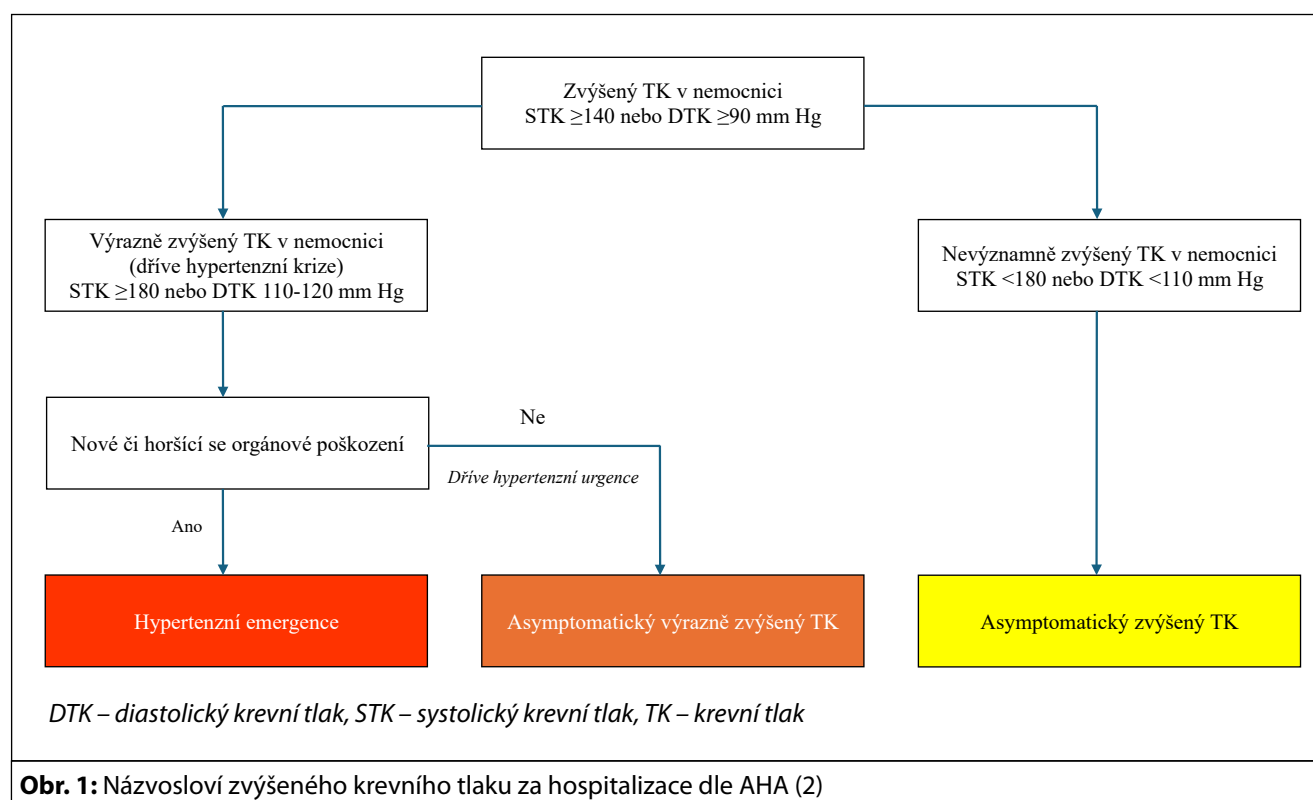 Zvýšený TK v nemocnici
STK ≥140 nebo DTK ≥90 mm Hg
Výrazně zvýšený TK v nemocnici
(dříve hypertenzní krize)
STK ≥180 nebo DTK 110-120 mm Hg
Nevýznamně zvýšený TK v nemocnici
STK <180 nebo DTK <110 mm Hg
Nové či horšící se orgánové poškození
Ne
Dříve hypertenzní urgence
Ano
Hypertenzní emergence
Asymptomatický výrazně zvýšený TK
Asymptomatický zvýšený TK
DTK – diastolický krevní tlak, STK – systolický krevní tlak, TK – krevní tlak
Obr. 1: Názvosloví zvýšeného krevního tlaku za hospitalizace dle AHA (2)